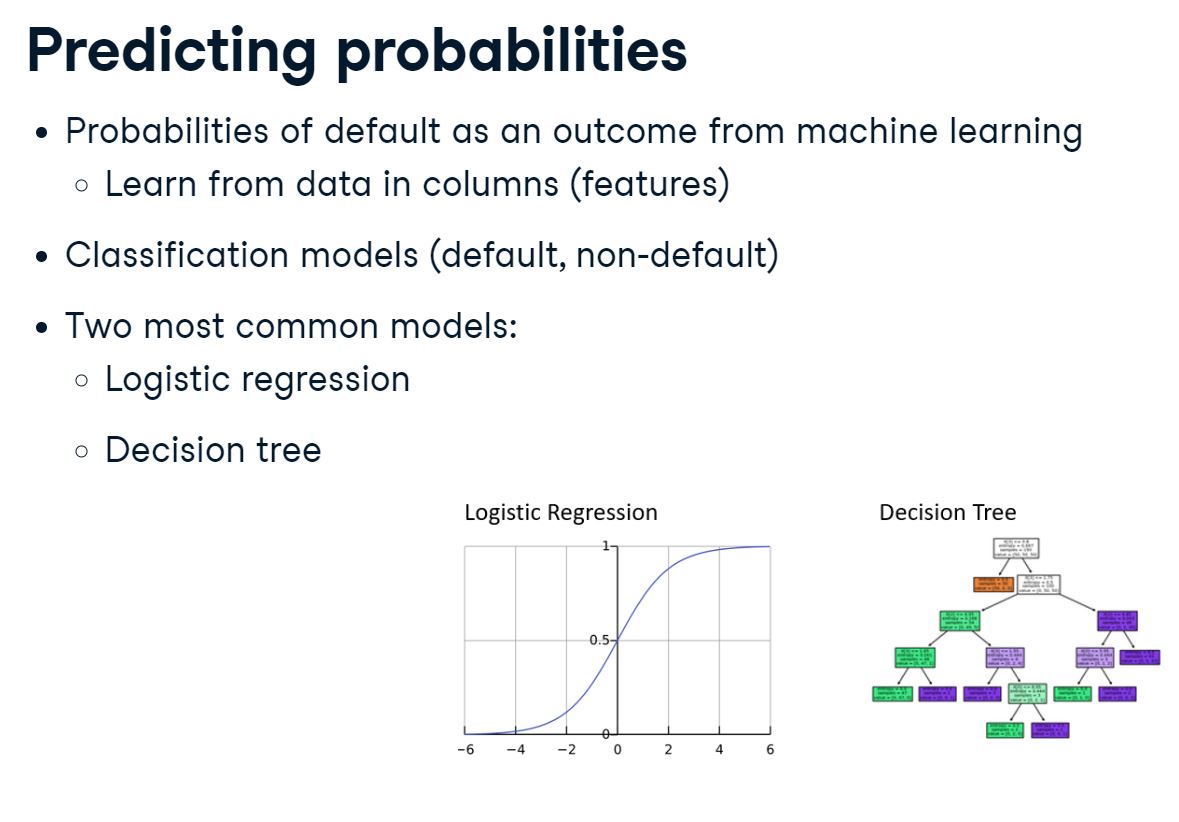 Predicting probabilities
• Probabilities of default as an outcome from machine learning
○ Learn from data in columns (features)
• Classification models (default, non-default)
• Two most common models:
○ Logistic regression
○ Decision tree
Logistic Regression
Decision Tree
1
0.5
0
−6 −4 −2 0 2 4 6